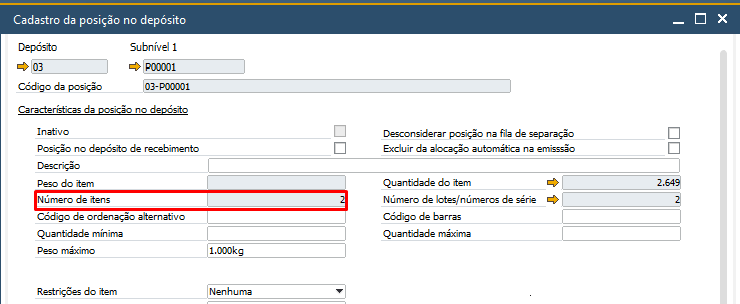 Cadastro da posição no depósito
Depósito Subnível 1
03 P00001
Código da posição 03-P00001
Características da posição no depósito
Inativo Desconsiderar posição na fila de separação
Posição no depósito de recebimento Excluir da alocação automática na emisssão
Descrição
Peso do item Quantidade do item 2.649
Número de itens 2 Número de lotes/números de série 2
Código de ordenação alternativo Código de barras
Quantidade mínima Quantidade máxima
Peso máximo 1.000kg
Restrições do item Nenhuma